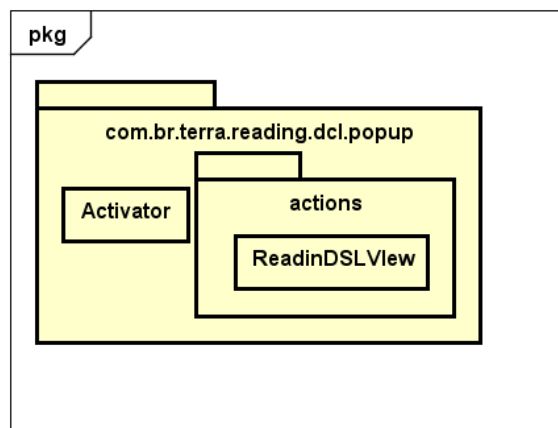 pkg
com.br.terra.reading.dcl.popup
Activator
actions
ReadinDSLVIew